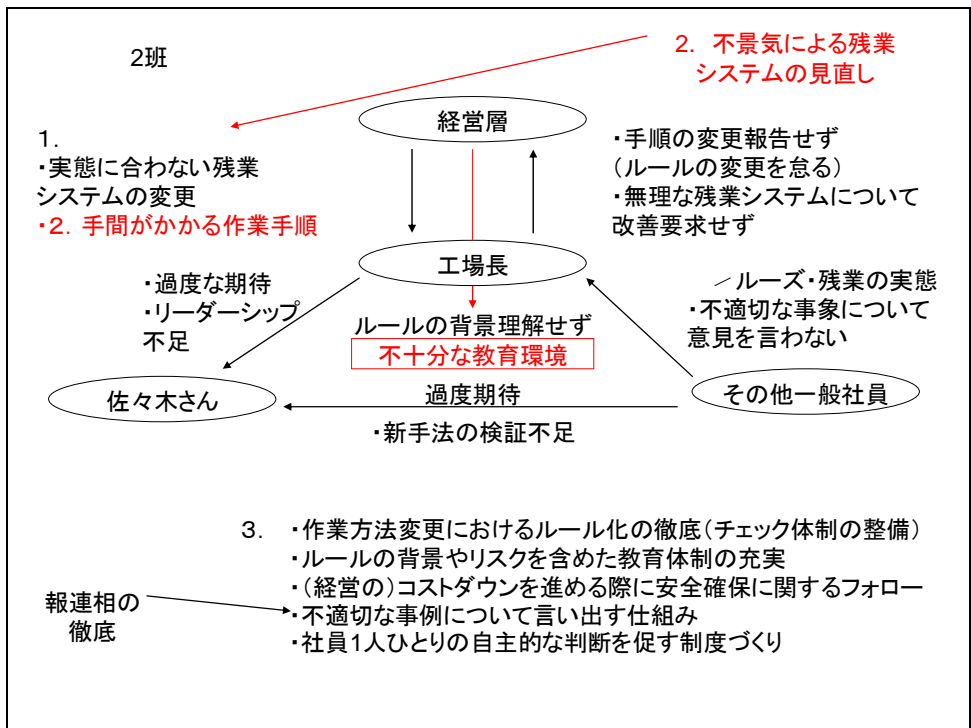 2班
2. 不景気による残業
システムの見直し
経営層
1.
・実態に合わない残業
システムの変更
・2. 手間がかかる作業手順
・手順の変更報告せず
(ルールの変更を怠る)
・無理な残業システムについて
改善要求せず
工場長
・過度な期待
・リーダーシップ
不足
ルールの背景理解せず
不十分な教育環境
／ルーズ・残業の実態
・不適切な事象について
意見を言わない
佐々木さん
過度期待
・新手法の検証不足
その他一般社員
3. ・作業方法変更におけるルール化の徹底(チェック体制の整備)
・ルールの背景やリスクを含めた教育体制の充実
・(経営の)コストダウンを進める際に安全確保に関するフォロー
・不適切な事例について言い出す仕組み
・社員1人ひとりの自主的な判断を促す制度づくり
報連相の
徹底